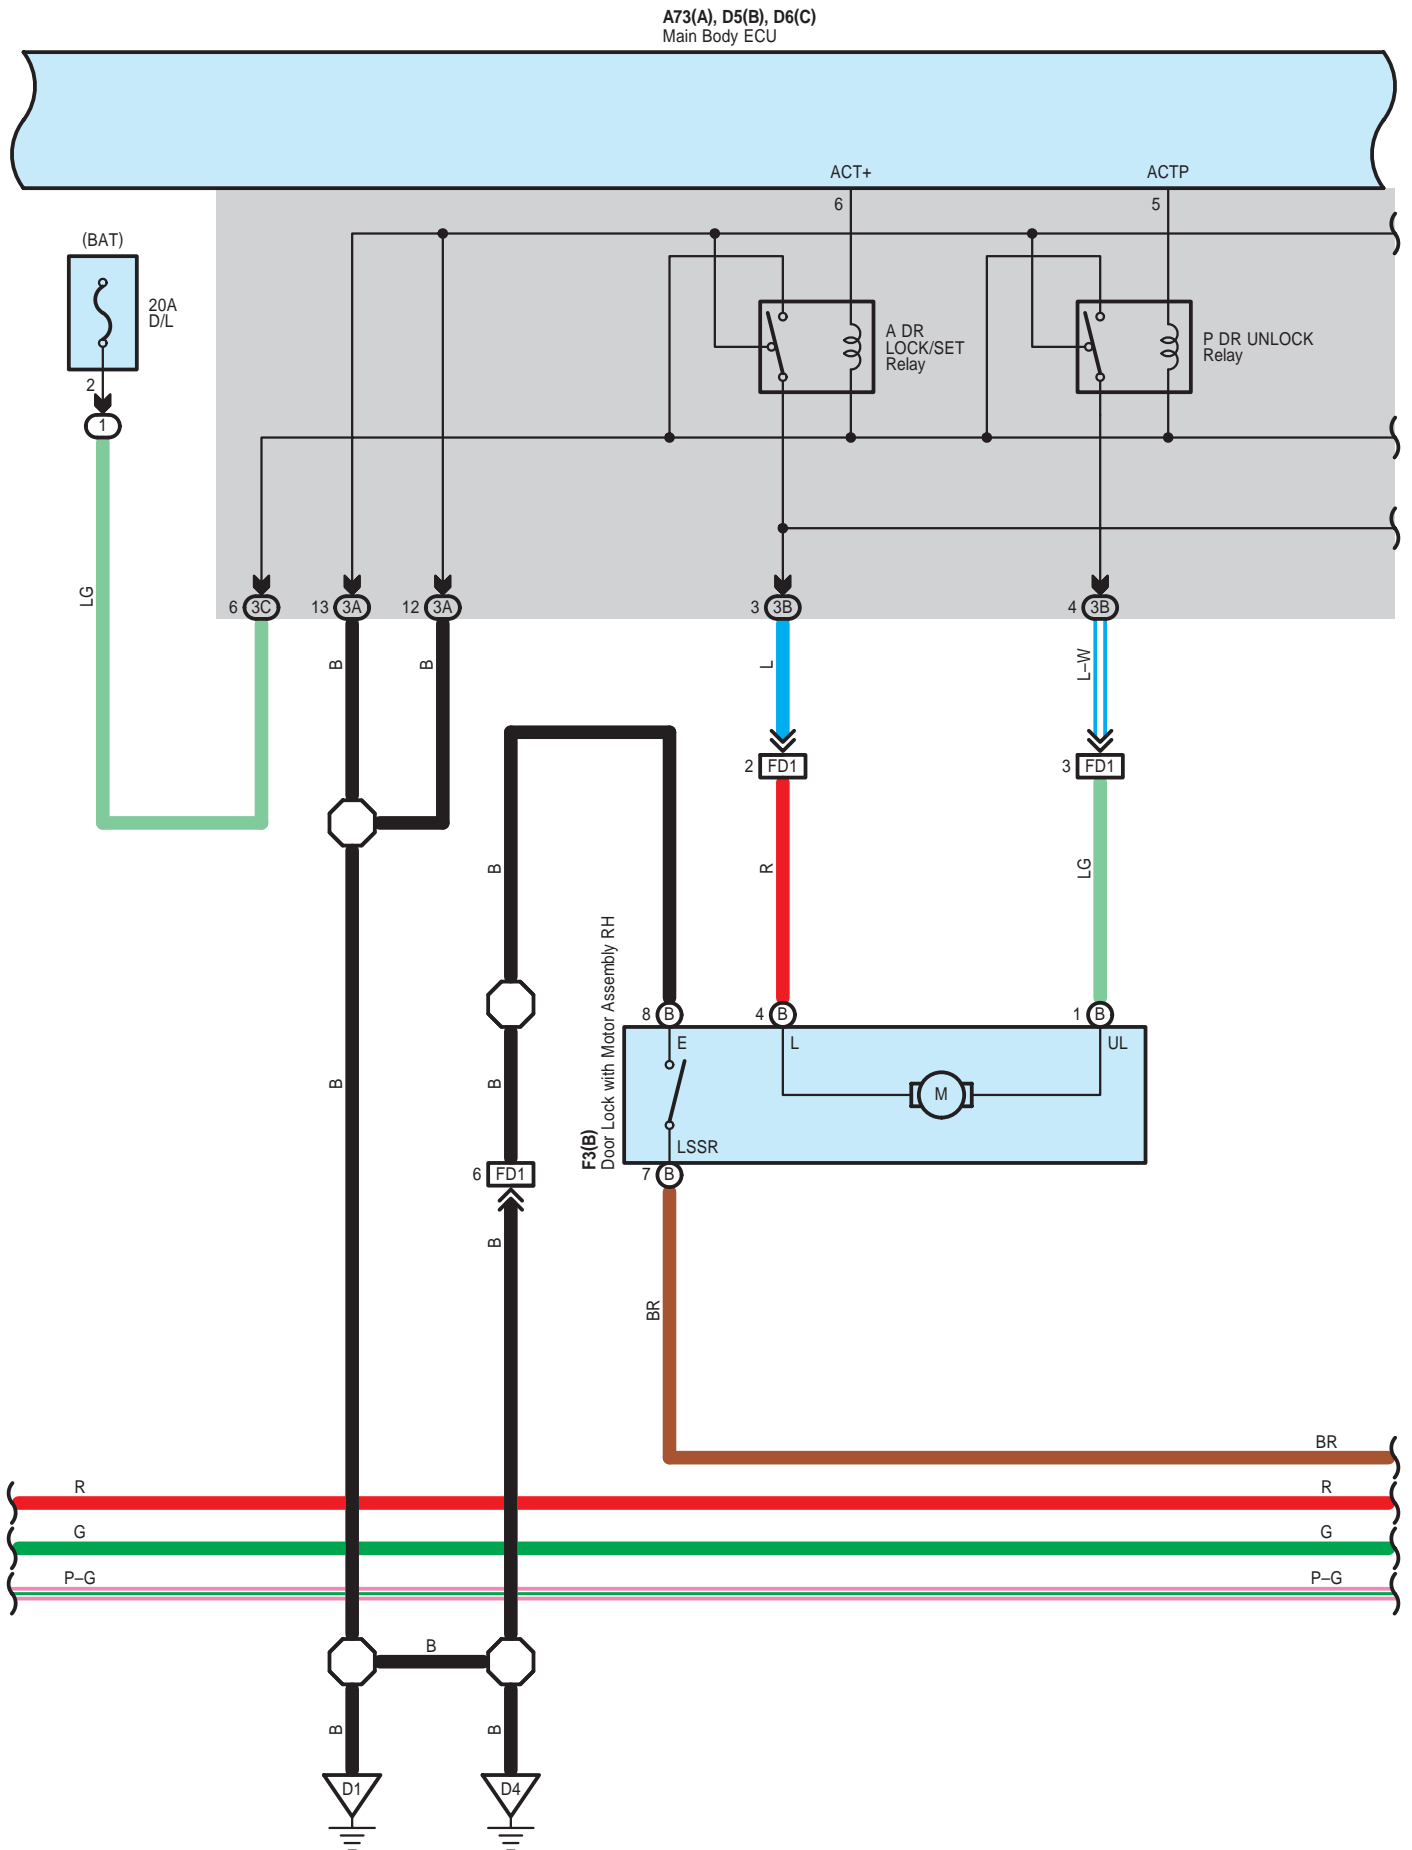 A73(A), D5(B), D6(C)
Main Body ECU
ACT+
ACTP
6
5
(BAT)
20A
D/L
2
1
A DR
LOCK/SET
Relay
P DR UNLOCK
Relay
LG
6 3C
13 3A
12 3A
3 3B
4 3B
B
B
L
L–W
2 FD1
3 FD1
B
R
LG
F3(B)
Door Lock with Motor Assembly RH
8 B
4 B
1 B
E
L
UL
M
B
B
LSSR
7 B
6 FD1
B
BR
BR
R
R
G
G
P–G
P–G
B
B
B
D1
D4